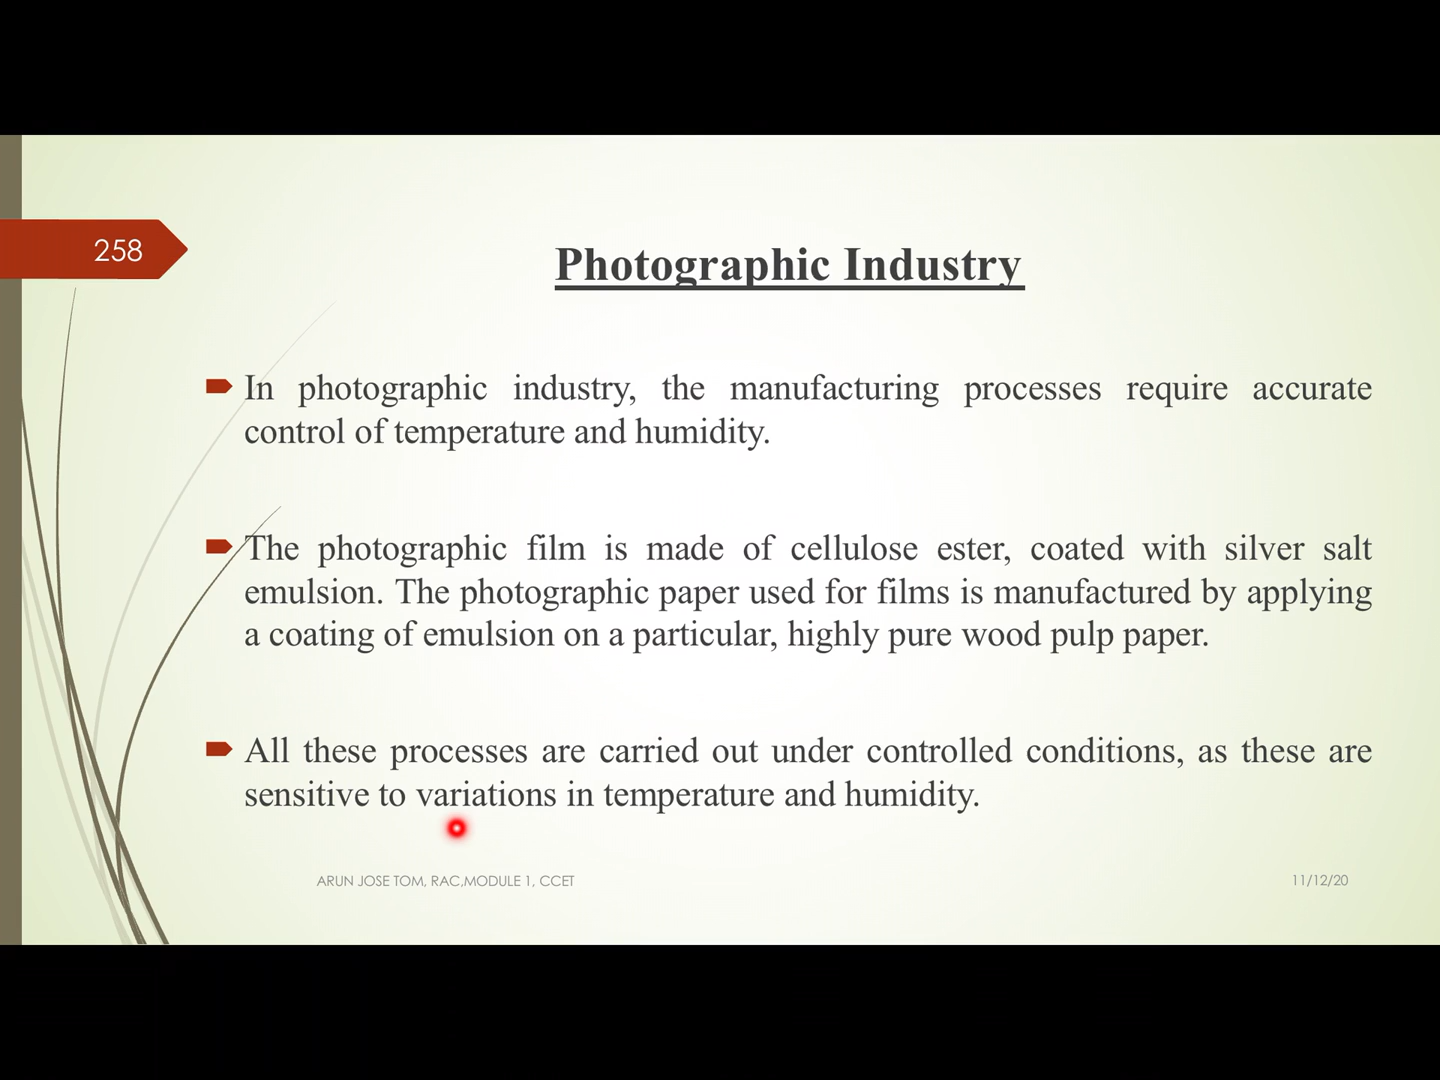 258
Photographic Industry
In photographic industry, the manufacturing processes require accurate
control of temperature and humidity.
The photographic film is made of cellulose ester, coated with silver salt
emulsion. The photographic paper used for films is manufactured by applying
a coating of emulsion on a particular, highly pure wood pulp paper.
All these processes are carried out under controlled conditions, as these are
sensitive to variations in temperature and humidity.
ARUN JOSE TOM, RAC,MODULE 1, CCET
11/12/20